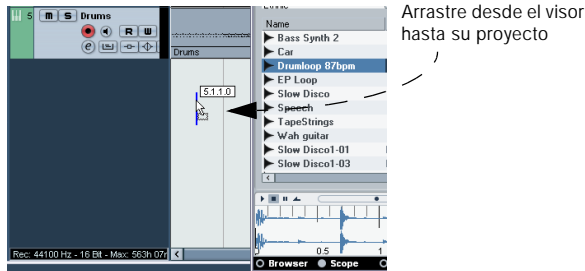 Arrastre desde el visor
hasta su proyecto
5 m S Drums
R W
e
Drums
5.1.1.0
Name
Bass Synth 2
Car
Drumloop 87bpm
EP Loop
Slow Disco
Speech
TapeStrings
Wah guitar
Slow Disco1-01
Slow Disco1-03
0.5 1
Browser Scope
Rec: 44100 Hz - 16 Bit - Max: 563h 07